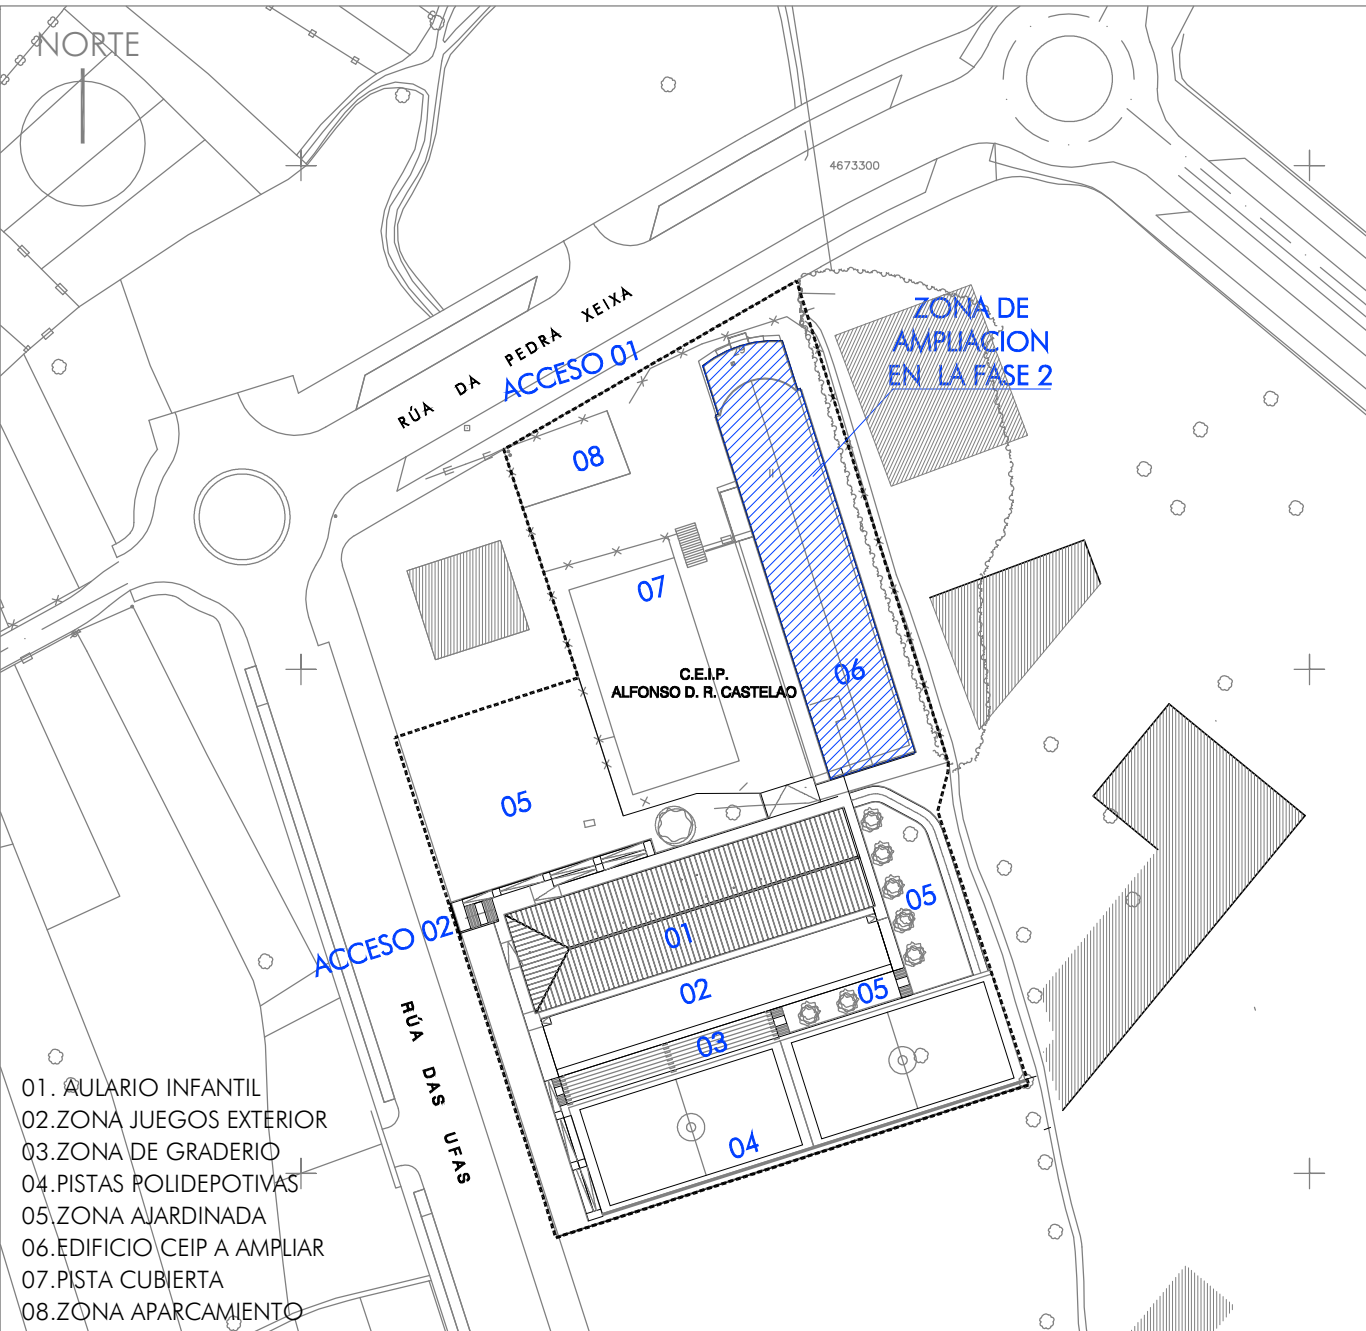 NORTE
4673300
ZONA DE
AMPLIACION
EN LA FASE 2
RÚA DA PEDRA XEIXA
ACCESO 01
08
07
C.E.I.P.
ALFONSO D. R. CASTELAO
06
05
05
ACCESO 02
01
02
05
03
04
RÚA DAS UFAS
01. AULARIO INFANTIL
02.ZONA JUEGOS EXTERIOR
03.ZONA DE GRADERIO
04.PISTAS POLIDEPOTIVAS
05.ZONA AJARDINADA
06.EDIFICIO CEIP A AMPLIAR
07.PISTA CUBIERTA
08.ZONA APARCAMIENTO